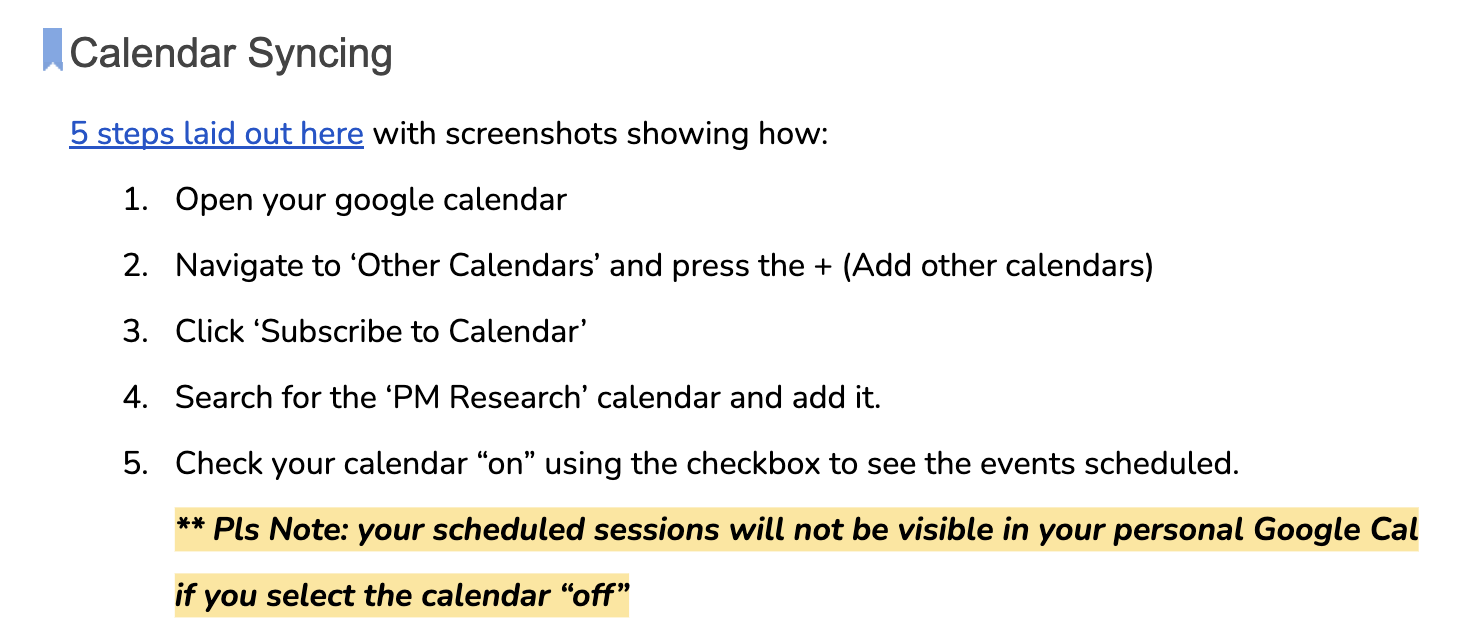 Calendar Syncing
5 steps laid out here with screenshots showing how:
1. Open your google calendar
2. Navigate to ‘Other Calendars’ and press the + (Add other calendars)
3. Click ‘Subscribe to Calendar’
4. Search for the ‘PM Research’ calendar and add it.
5. Check your calendar “on” using the checkbox to see the events scheduled.
** Pls Note: your scheduled sessions will not be visible in your personal Google Cal
if you select the calendar “off”